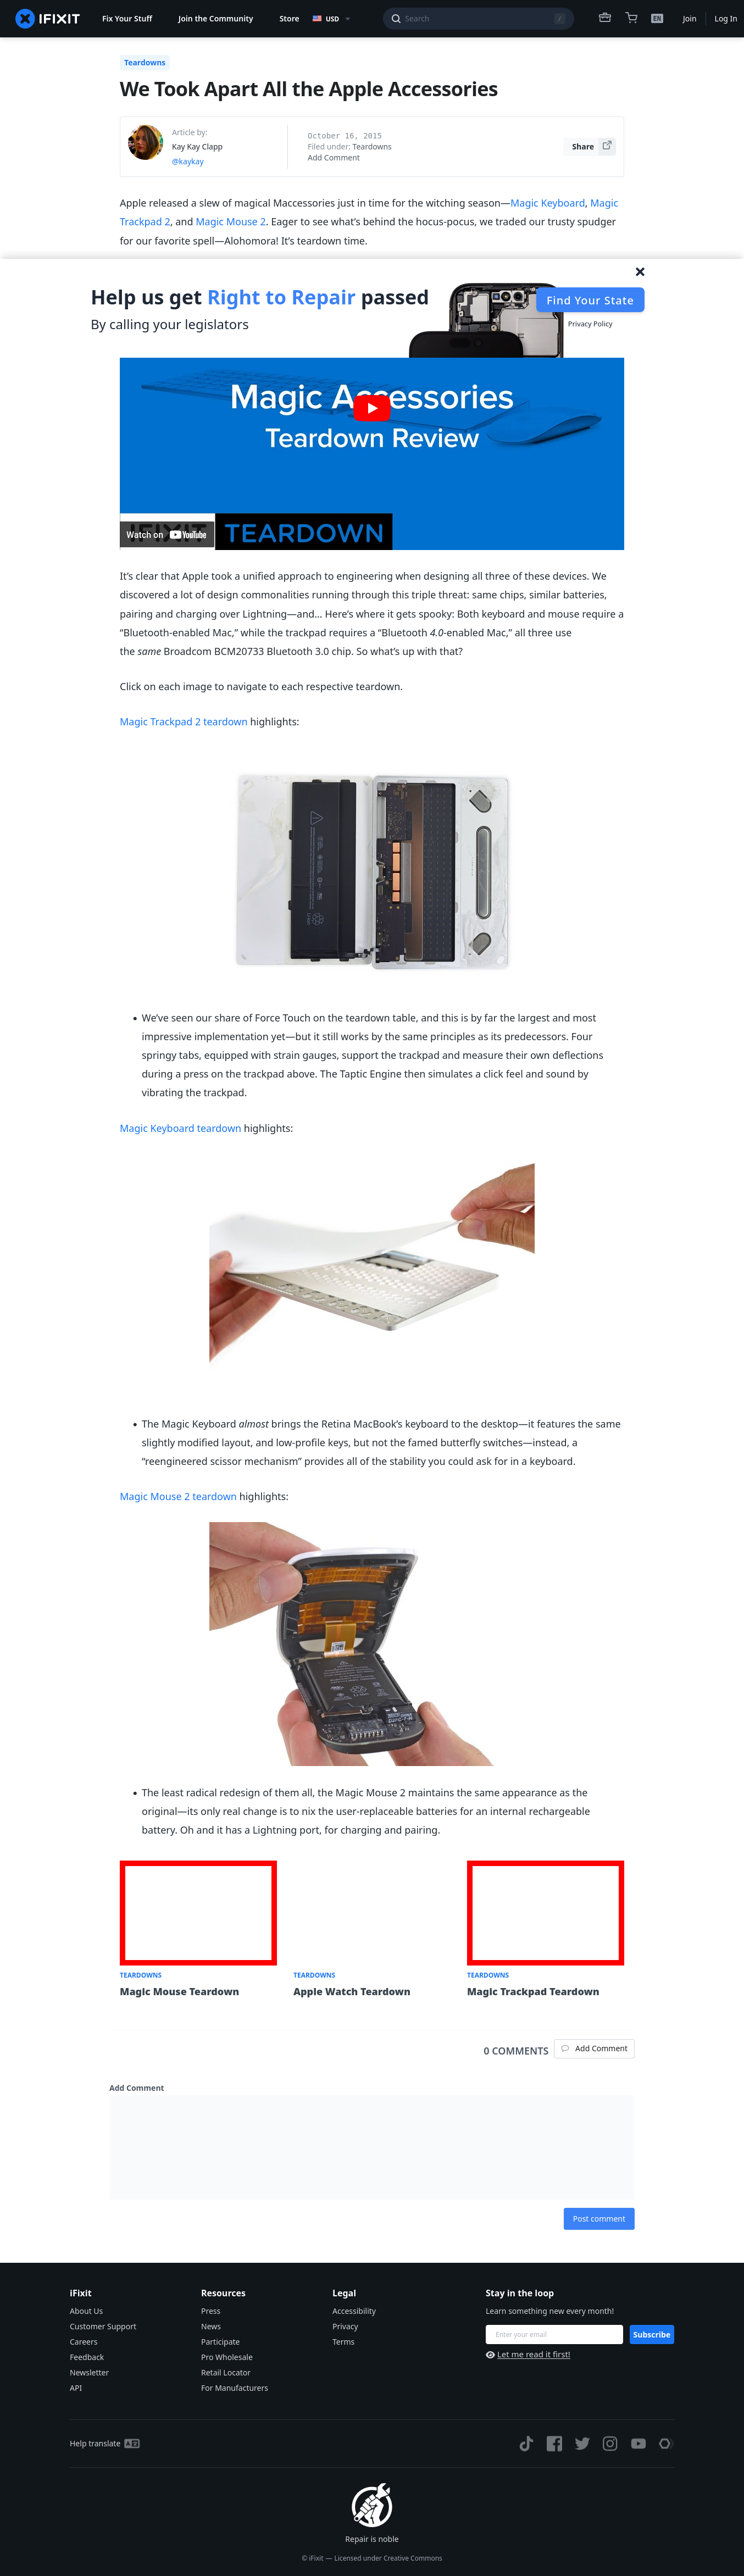 IFIXIT
Fix Your Stuff
Join the Community
Store
USD
Search
/
EN
Join
Log In
Teardowns
We Took Apart All the Apple Accessories
Article by:
Kay Kay Clapp
@kaykay
October 16, 2015
Filed under: Teardowns
Add Comment
Share
Apple released a slew of magical Maccessories just in time for the witching season—Magic Keyboard, Magic
Trackpad 2, and Magic Mouse 2. Eager to see what’s behind the hocus-pocus, we traded our trusty spudger
for our favorite spell—Alohomora! It’s teardown time.
Help us get Right to Repair passed
By calling your legislators
Find Your State
Privacy Policy
Magic Accessories
Teardown Review
IFIXIT TEARDOWN
Watch on YouTube
It’s clear that Apple took a unified approach to engineering when designing all three of these devices. We
discovered a lot of design commonalities running through this triple threat: same chips, similar batteries,
pairing and charging over Lightning—and… Here’s where it gets spooky: Both keyboard and mouse require a
“Bluetooth-enabled Mac,” while the trackpad requires a “Bluetooth 4.0-enabled Mac,” all three use
the same Broadcom BCM20733 Bluetooth 3.0 chip. So what’s up with that?
Click on each image to navigate to each respective teardown.
Magic Trackpad 2 teardown highlights:
• We’ve seen our share of Force Touch on the teardown table, and this is by far the largest and most
impressive implementation yet—but it still works by the same principles as its predecessors. Four
springy tabs, equipped with strain gauges, support the trackpad and measure their own deflections
during a press on the trackpad above. The Taptic Engine then simulates a click feel and sound by
vibrating the trackpad.
Magic Keyboard teardown highlights:
• The Magic Keyboard almost brings the Retina MacBook’s keyboard to the desktop—it features the same
slightly modified layout, and low-profile keys, but not the famed butterfly switches—instead, a
“reengineered scissor mechanism” provides all of the stability you could ask for in a keyboard.
Magic Mouse 2 teardown highlights:
• The least radical redesign of them all, the Magic Mouse 2 maintains the same appearance as the
original—its only real change is to nix the user-replaceable batteries for an internal rechargeable
battery. Oh and it has a Lightning port, for charging and pairing.
TEARDOWNS
Magic Mouse Teardown
TEARDOWNS
Apple Watch Teardown
TEARDOWNS
Magic Trackpad Teardown
0 COMMENTS
Add Comment
Add Comment
Post comment
iFixit
About Us
Customer Support
Careers
Feedback
Newsletter
API
Resources
Press
News
Participate
Pro Wholesale
Retail Locator
For Manufacturers
Legal
Accessibility
Privacy
Terms
Stay in the loop
Learn something new every month!
Enter your email
Subscribe
Let me read it first!
Help translate
Repair is noble
© iFixit — Licensed under Creative Commons